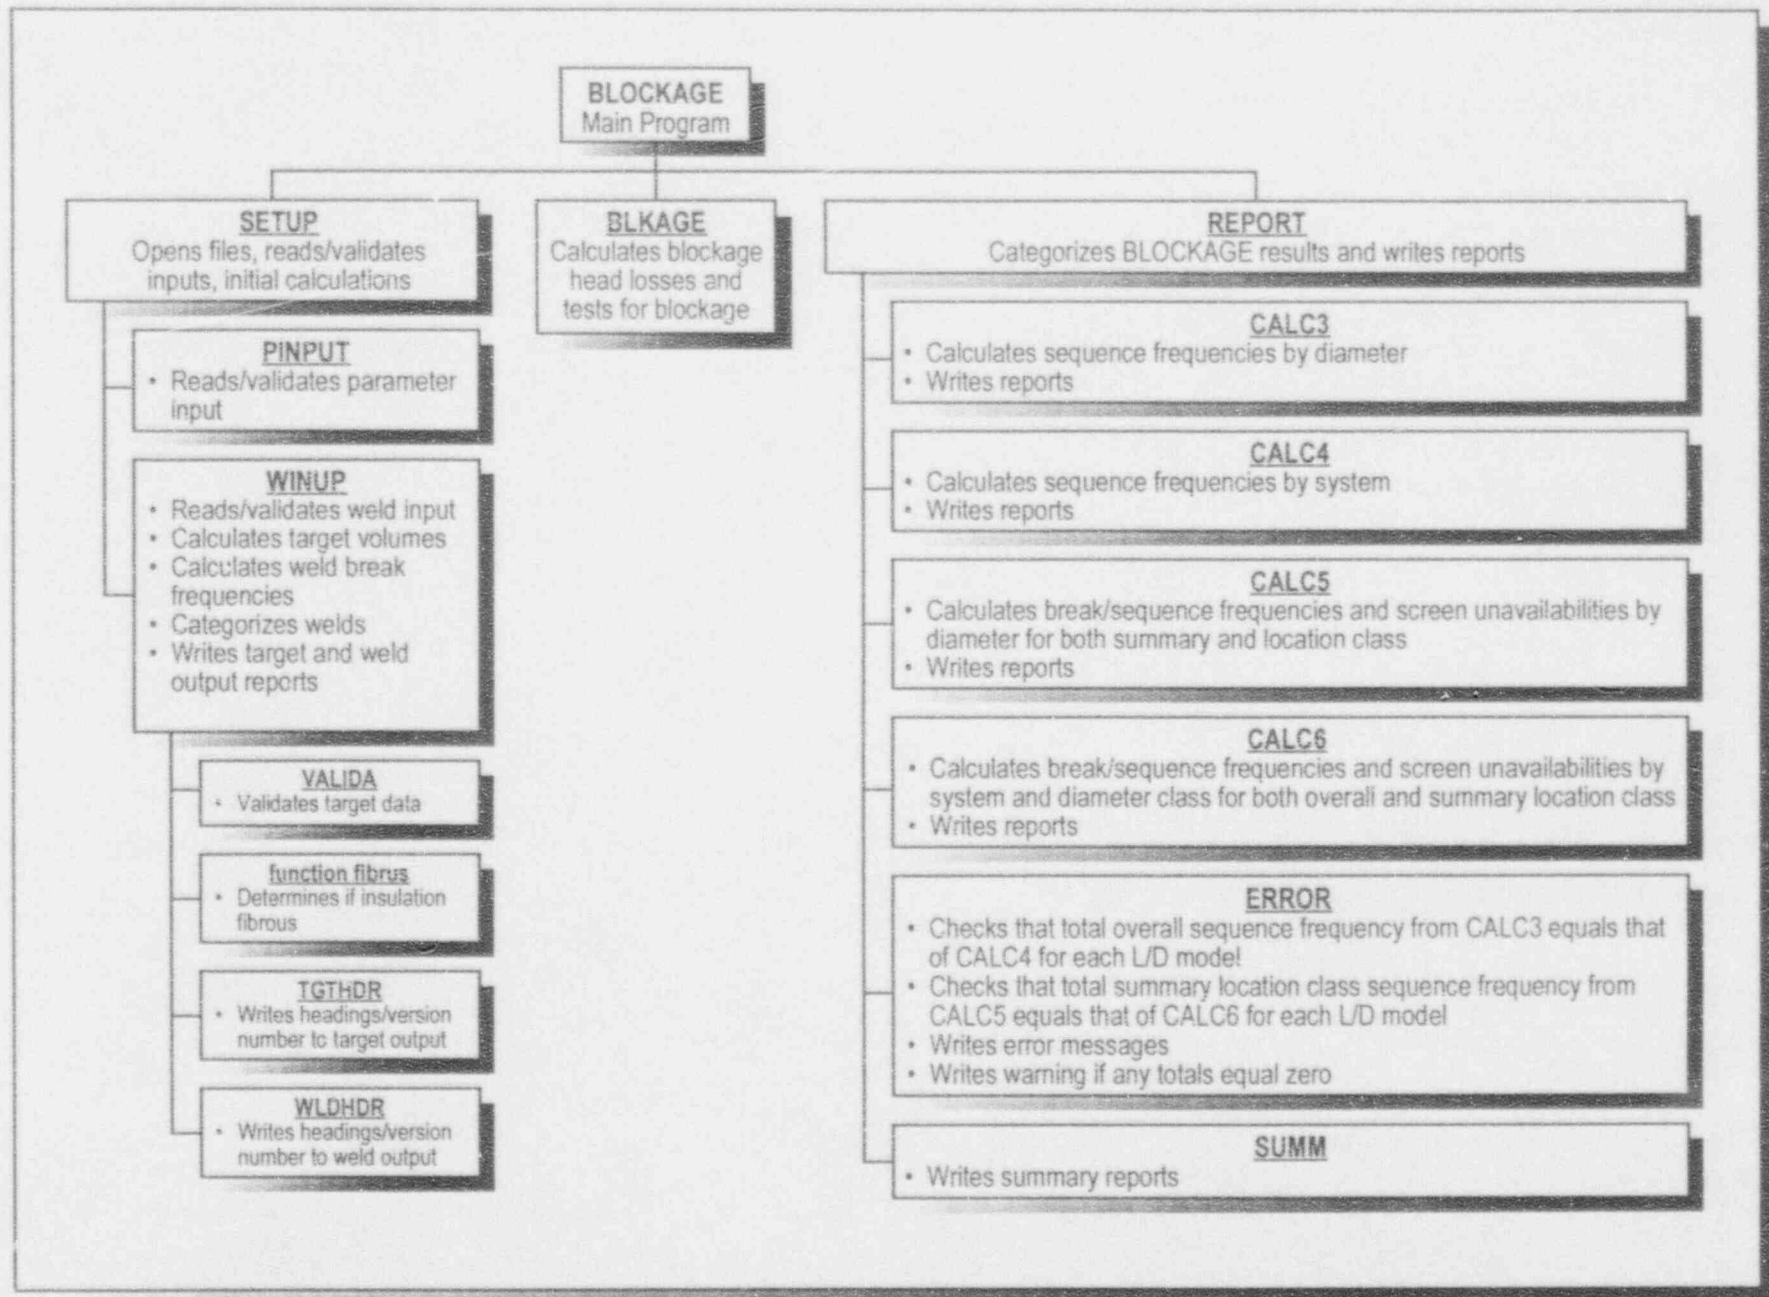 BLOCKAGE
Main Program
SETUP
Opens files, reads/validates
inputs, initial calculations
PINPUT
• Reads/validates parameter
input
WINUP
• Reads/validates weld input
• Calculates target volumes
• Calculates weld break
frequencies
• Categorizes welds
• Writes target and weld
output reports
VALIDA
• Validates target data
function fibrus
• Determines if insulation
fibrous
TGTHDR
• Writes headings/version
number to target output
WLDHDR
• Writes headings/version
number to weld output
BLKAGE
Calculates blockage
head losses and
tests for blockage
REPORT
Categorizes BLOCKAGE results and writes reports
CALC3
• Calculates sequence frequencies by diameter
• Writes reports
CALC4
• Calculates sequence frequencies by system
• Writes reports
CALC5
• Calculates break/sequence frequencies and screen unavailabilities by
diameter for both summary and location class
• Writes reports
CALC6
• Calculates break/sequence frequencies and screen unavailabilities by
system and diameter class for both overall and summary location class
• Writes reports
ERROR
• Checks that total overall sequence frequency from CALC3 equals that
of CALC4 for each L/D model
• Checks that total summary location class sequence frequency from
CALC5 equals that of CALC6 for each L/D model
• Writes error messages
• Writes warning if any totals equal zero
SUMM
• Writes summary reports